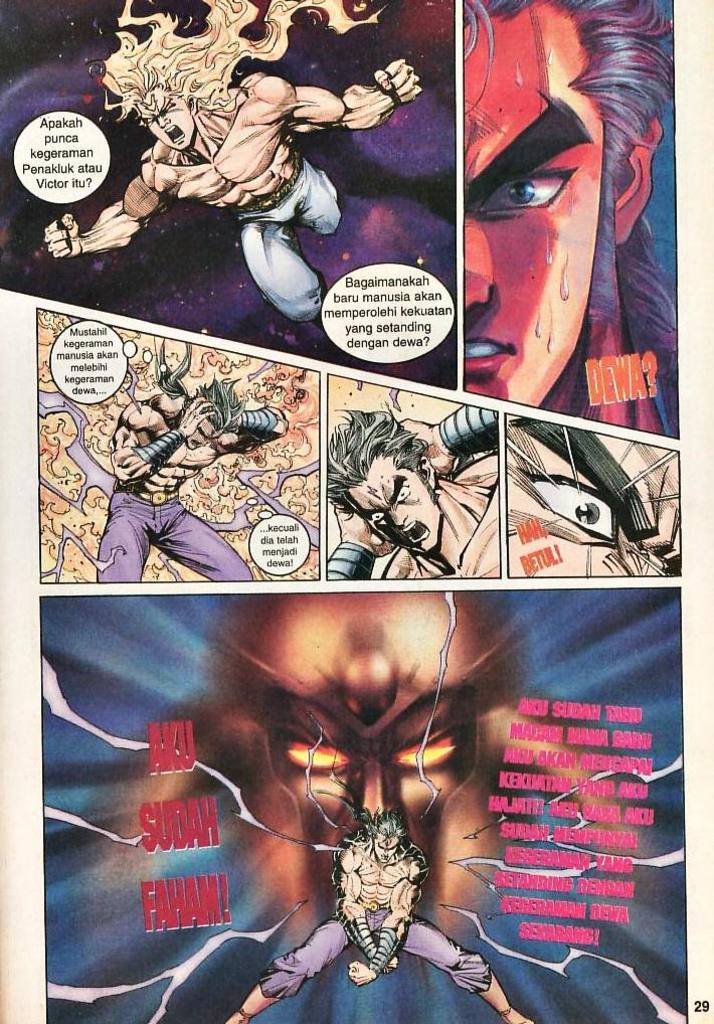 Apakah
punca
kegeraman
Penakluk atau
Victor itu?
Bagaimanakah
baru manusia akan
memperolehi kekuatan
yang setanding
dengan dewa?
DEWA?
Mustahil
kegeraman
manusia akan
melebihi
kegeraman
dewa,...
...kecuali
dia telah
menjadi
dewa!
HAH,
BETUL!
AKU
SUDAH
FAHAM!
AKU SUDAH TAHU
MACAM MANA BARU
AKU AKAN MENCAPAI
KEKUATAN YANG AKU
HAJATI! AKU RASA AKU
SUDAH MEMPUNYAI
KEGERAMAN YANG
SETANDING DENGAN
KEGERAMAN DEWA
SEKARANG!
29